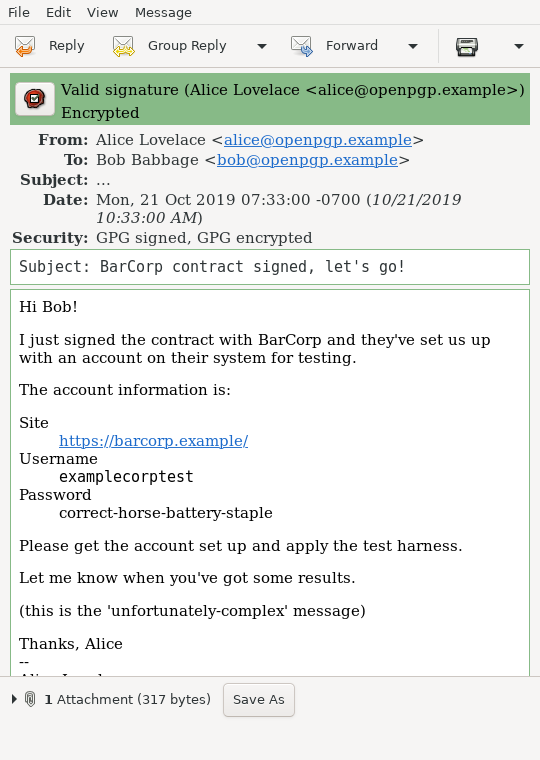 File Edit View Message
Reply Group Reply Forward
Valid signature (Alice Lovelace <alice@openpgp.example>)
Encrypted
From: Alice Lovelace <alice@openpgp.example>
To: Bob Babbage <bob@openpgp.example>
Subject: ...
Date: Mon, 21 Oct 2019 07:33:00 -0700 (10/21/2019
10:33:00 AM)
Security: GPG signed, GPG encrypted
Subject: BarCorp contract signed, let's go!
Hi Bob!
I just signed the contract with BarCorp and they've set us up
with an account on their system for testing.
The account information is:
Site
https://barcorp.example/
Username
examplecorptest
Password
correct-horse-battery-staple
Please get the account set up and apply the test harness.
Let me know when you've got some results.
(this is the 'unfortunately-complex' message)
Thanks, Alice
--
1 Attachment (317 bytes) Save As